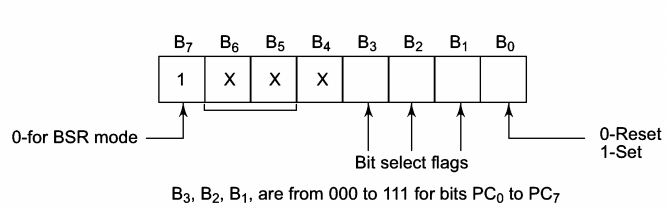 B₇ B₆ B₅ B₄ B₃ B₂ B₁ B₀
1 X X X
0-for BSR mode
0-Reset
1-Set
Bit select flags
B₃, B₂, B₁, are from 000 to 111 for bits PC₀ to PC₇